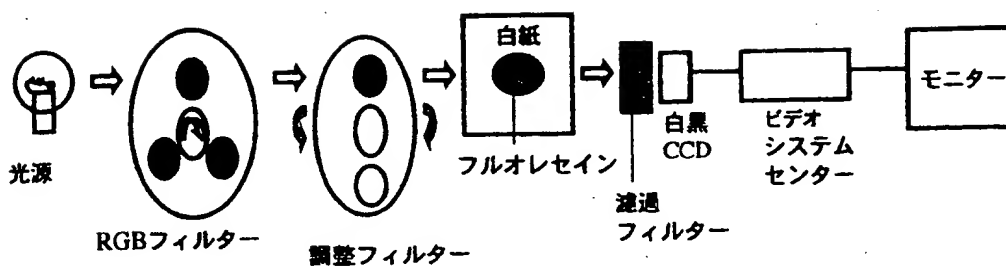 光源
RGBフィルター
調整フィルター
白紙
フルオレセイン
濾過
フィルター
白黒
CCD
ビデオ
システム
センター
モニター